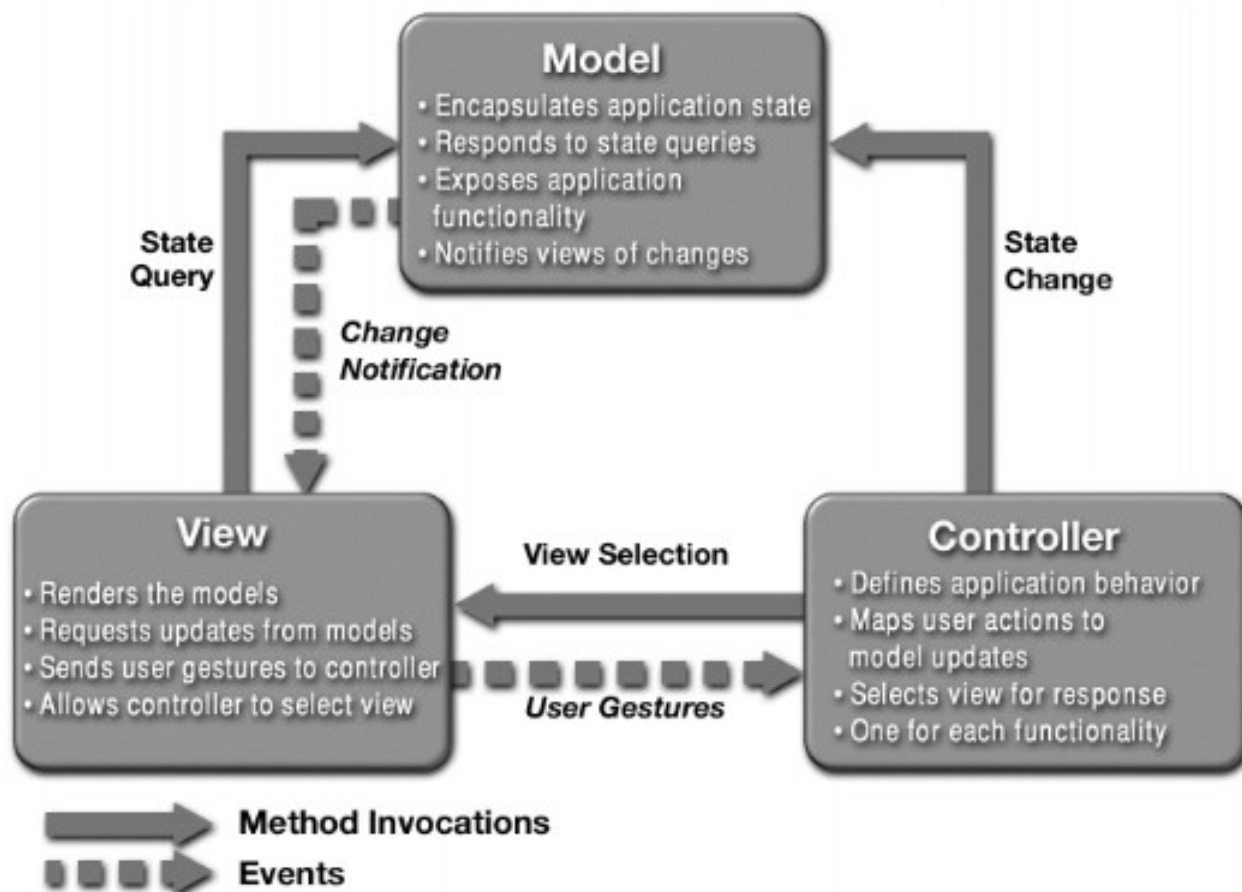 Model
• Encapsulates application state
• Responds to state queries
• Exposes application
functionality
• Notifies views of changes
State
Query
Change
Notification
State
Change
View
• Renders the models
• Requests updates from models
• Sends user gestures to controller
• Allows controller to select view
View Selection
User Gestures
Controller
• Defines application behavior
• Maps user actions to
model updates
• Selects view for response
• One for each functionality
Method Invocations
Events